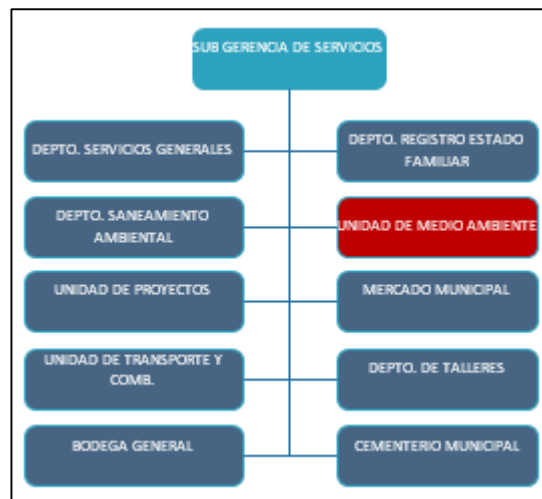 SUB GERENCIA DE SERVICIOS
DEPTO. SERVICIOS GENERALES
DEPTO. REGISTRO ESTADO
FAMILIAR
DEPTO. SANEAMIENTO
AMBIENTAL
UNIDAD DE MEDIO AMBIENTE
UNIDAD DE PROYECTOS
MERCADO MUNICIPAL
UNIDAD DE TRANSPORTE Y
COMB.
DEPTO. DE TALLERES
BODEGA GENERAL
CEMENTERIO MUNICIPAL